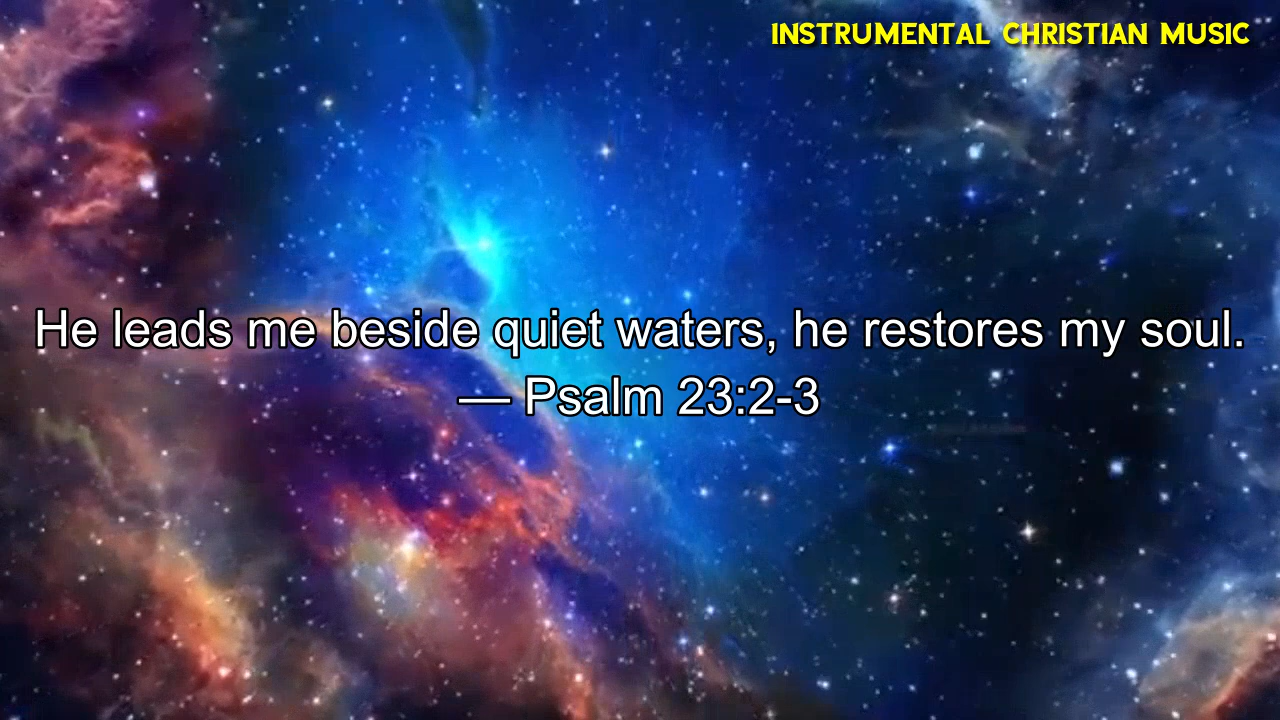 INSTRUMENTAL CHRISTIAN MUSIC
He leads me beside quiet waters, he restores my soul.
— Psalm 23:2-3